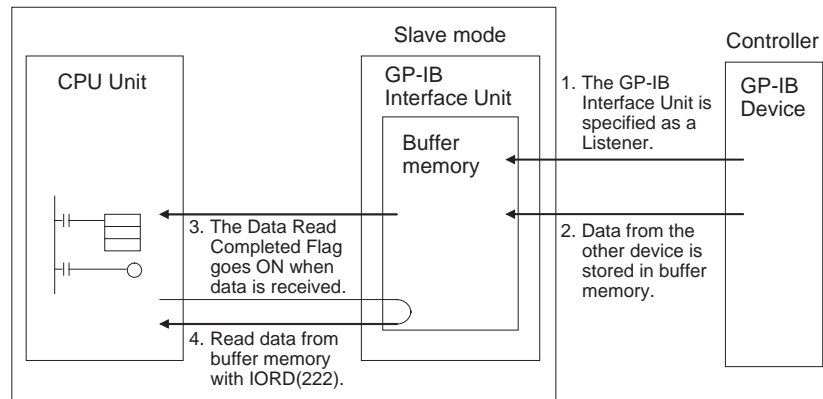 Slave mode
Controller
CPU Unit
GP-IB
Interface Unit
Buffer
memory
GP-IB
Device
1. The GP-IB
Interface Unit is
specified as a
Listener.
2. Data from the
other device is
stored in buffer
memory.
3. The Data Read
Completed Flag
goes ON when
data is received.
4. Read data from
buffer memory
with IORD(222).